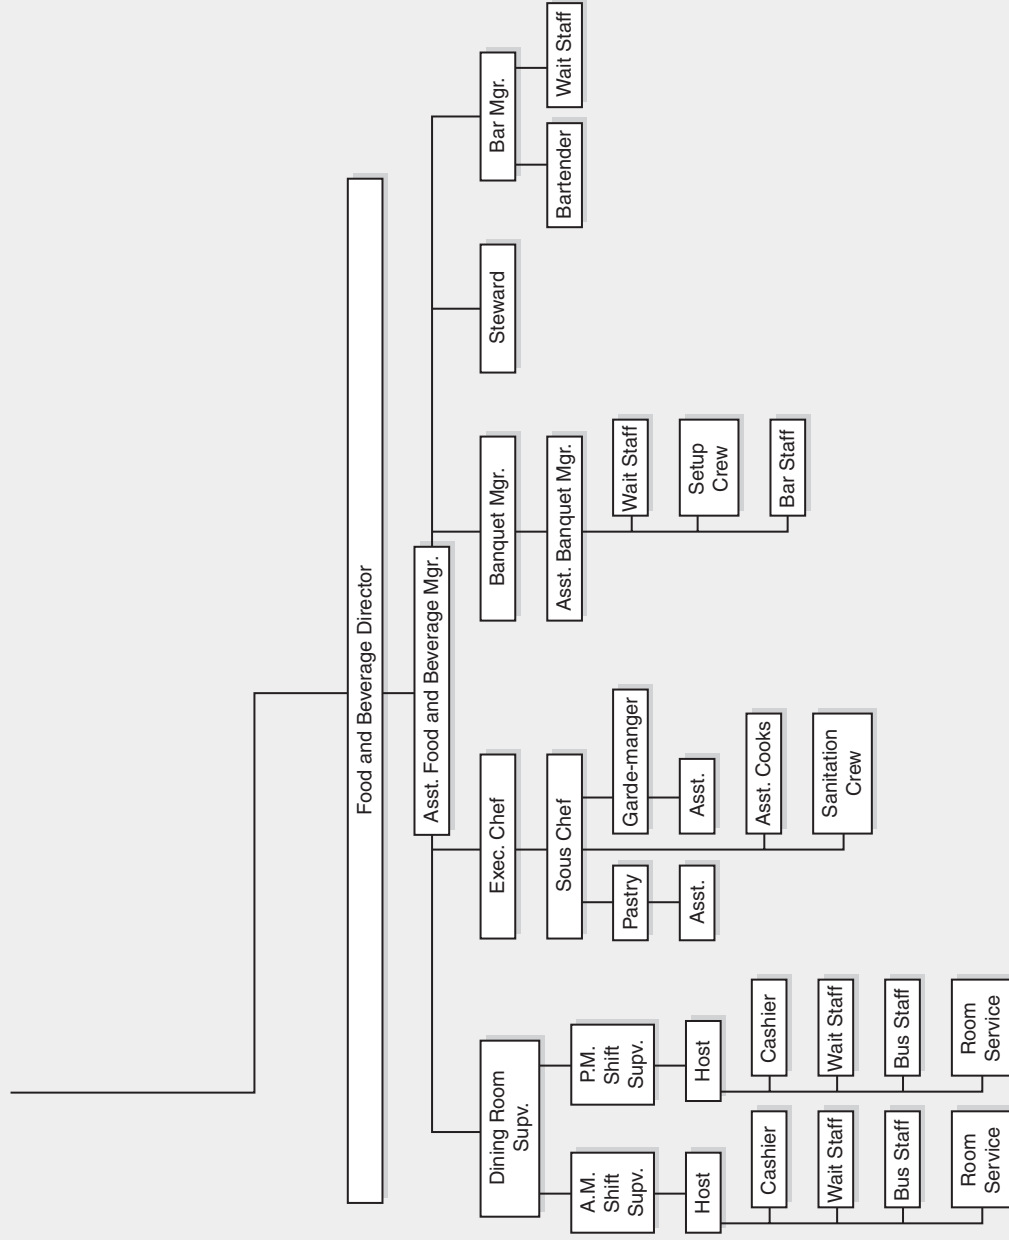 Food and Beverage Director
Asst. Food and Beverage Mgr.
Dining Room
Supv.
Exec. Chef
Banquet Mgr.
Steward
Bar Mgr.
A.M.
Shift
Supv.
P.M.
Shift
Supv.
Sous Chef
Asst. Banquet Mgr.
Bartender
Wait Staff
Host
Host
Pastry
Garde-manger
Wait Staff
Asst.
Asst.
Setup
Crew
Cashier
Cashier
Asst. Cooks
Bar Staff
Wait Staff
Wait Staff
Sanitation
Crew
Bus Staff
Bus Staff
Room
Service
Room
Service